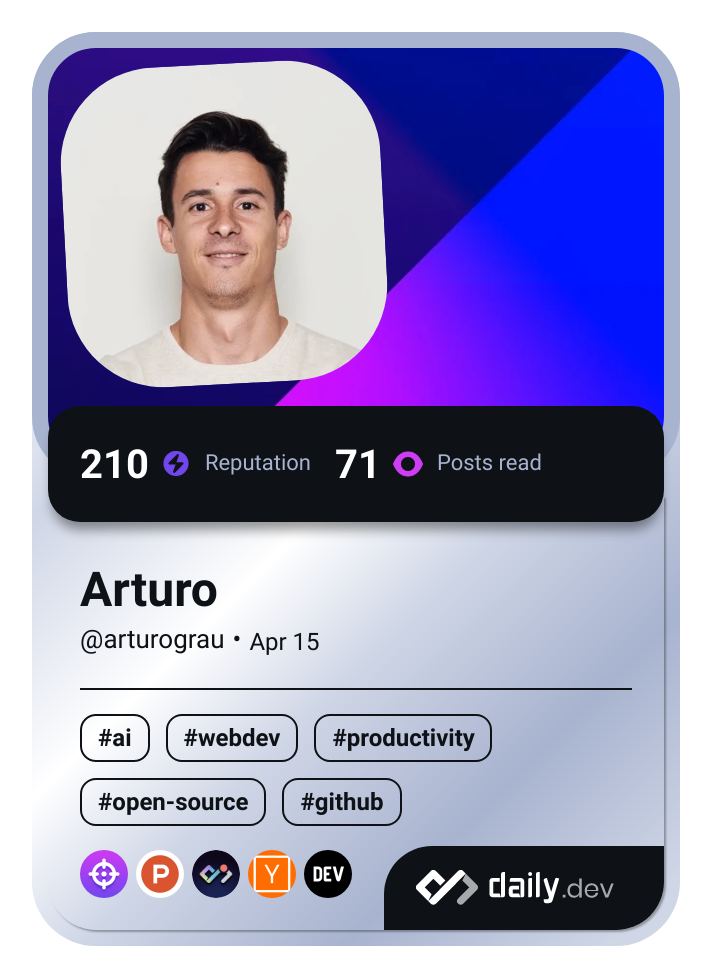 210 Reputation 71 Posts read
Arturo
@arturograu • Apr 15
#ai #webdev #productivity
#open-source #github
P Y DEV
daily.dev